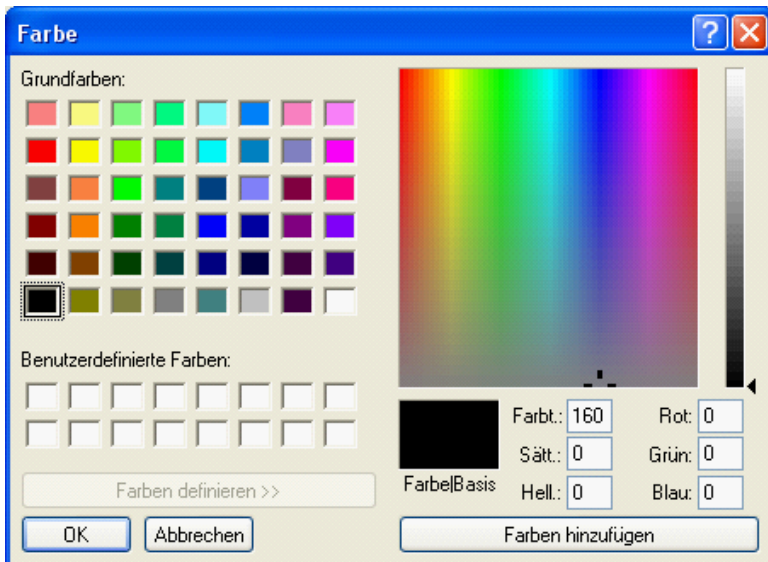 Farbe
Grundfarben:
Benutzerdefinierte Farben:
Farben definieren >>
OK
Abbrechen
Farbe|Basis
Farbt.: 160
Sätt.: 0
Hell.: 0
Rot: 0
Grün: 0
Blau: 0
Farben hinzufügen